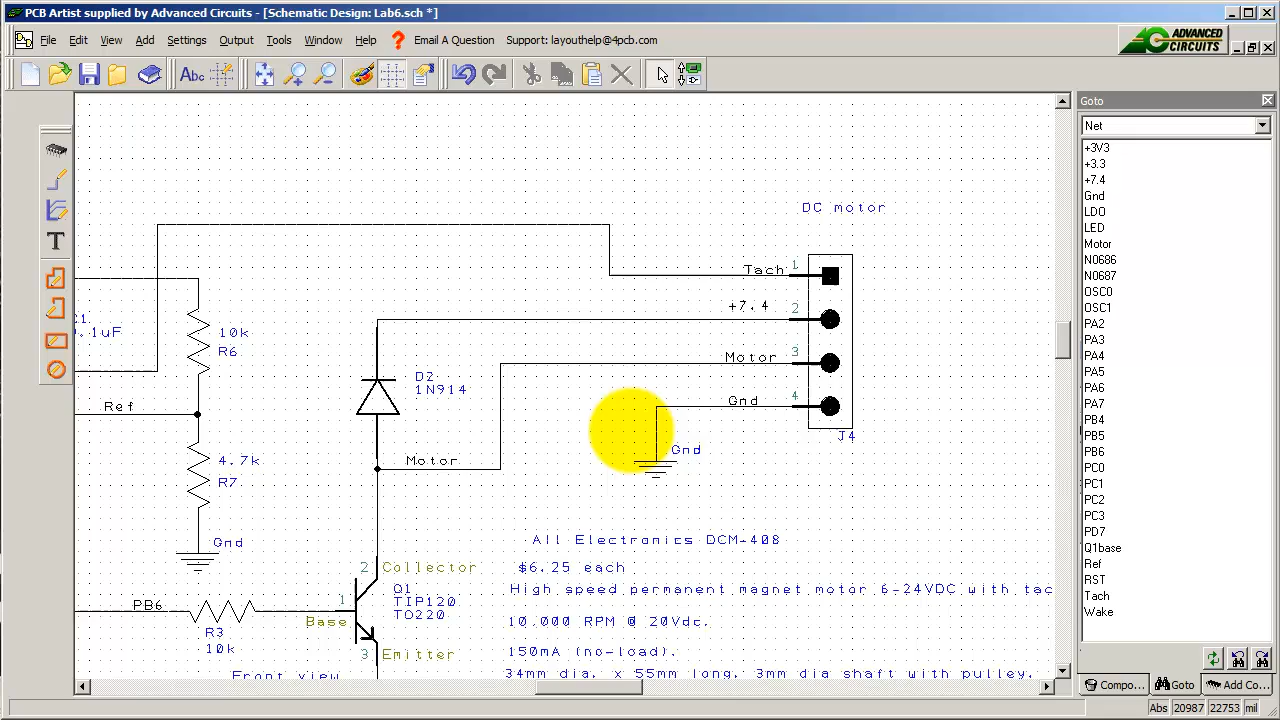 PCB Artist supplied by Advanced Circuits - [Schematic Design: Lab6.sch *]
File Edit View Add Settings Output Tools Window Help ? Email A Question Support: layouthelp@4pcb.com
ADVANCED
CIRCUITS
Abc
Goto
Net
+3V3
+3.3
+7.4
Gnd
LDO
LED
Motor
N0686
N0687
OSC0
OSC1
PA2
PA3
PA4
PA5
PA6
PA7
PB4
PB5
PB6
PC0
PC1
PC2
PC3
PD7
Q1base
Ref
RST
Tach
Wake
T
DC motor
Tach 1
+7.4 2
Motor 3
Gnd 4
J4
Gnd
.1uF
10k
R6
D2
1N914
Ref
4.7k
R7
Motor
Gnd
All Electronics DCM-408
$6.25 each
High speed permanent magnet motor 6-24VDC with
10,000 RPM @ 20Vdc.
150mA (no-load).
34mm dia. x 55mm long. 3mm dia shaft with pulley.
2 Collector
Q1
TIP120
TO220
1
Base
3 Emitter
PB6
R3
10k
Front view
Compo... Goto Add Co...
Abs 20987 22753 mil